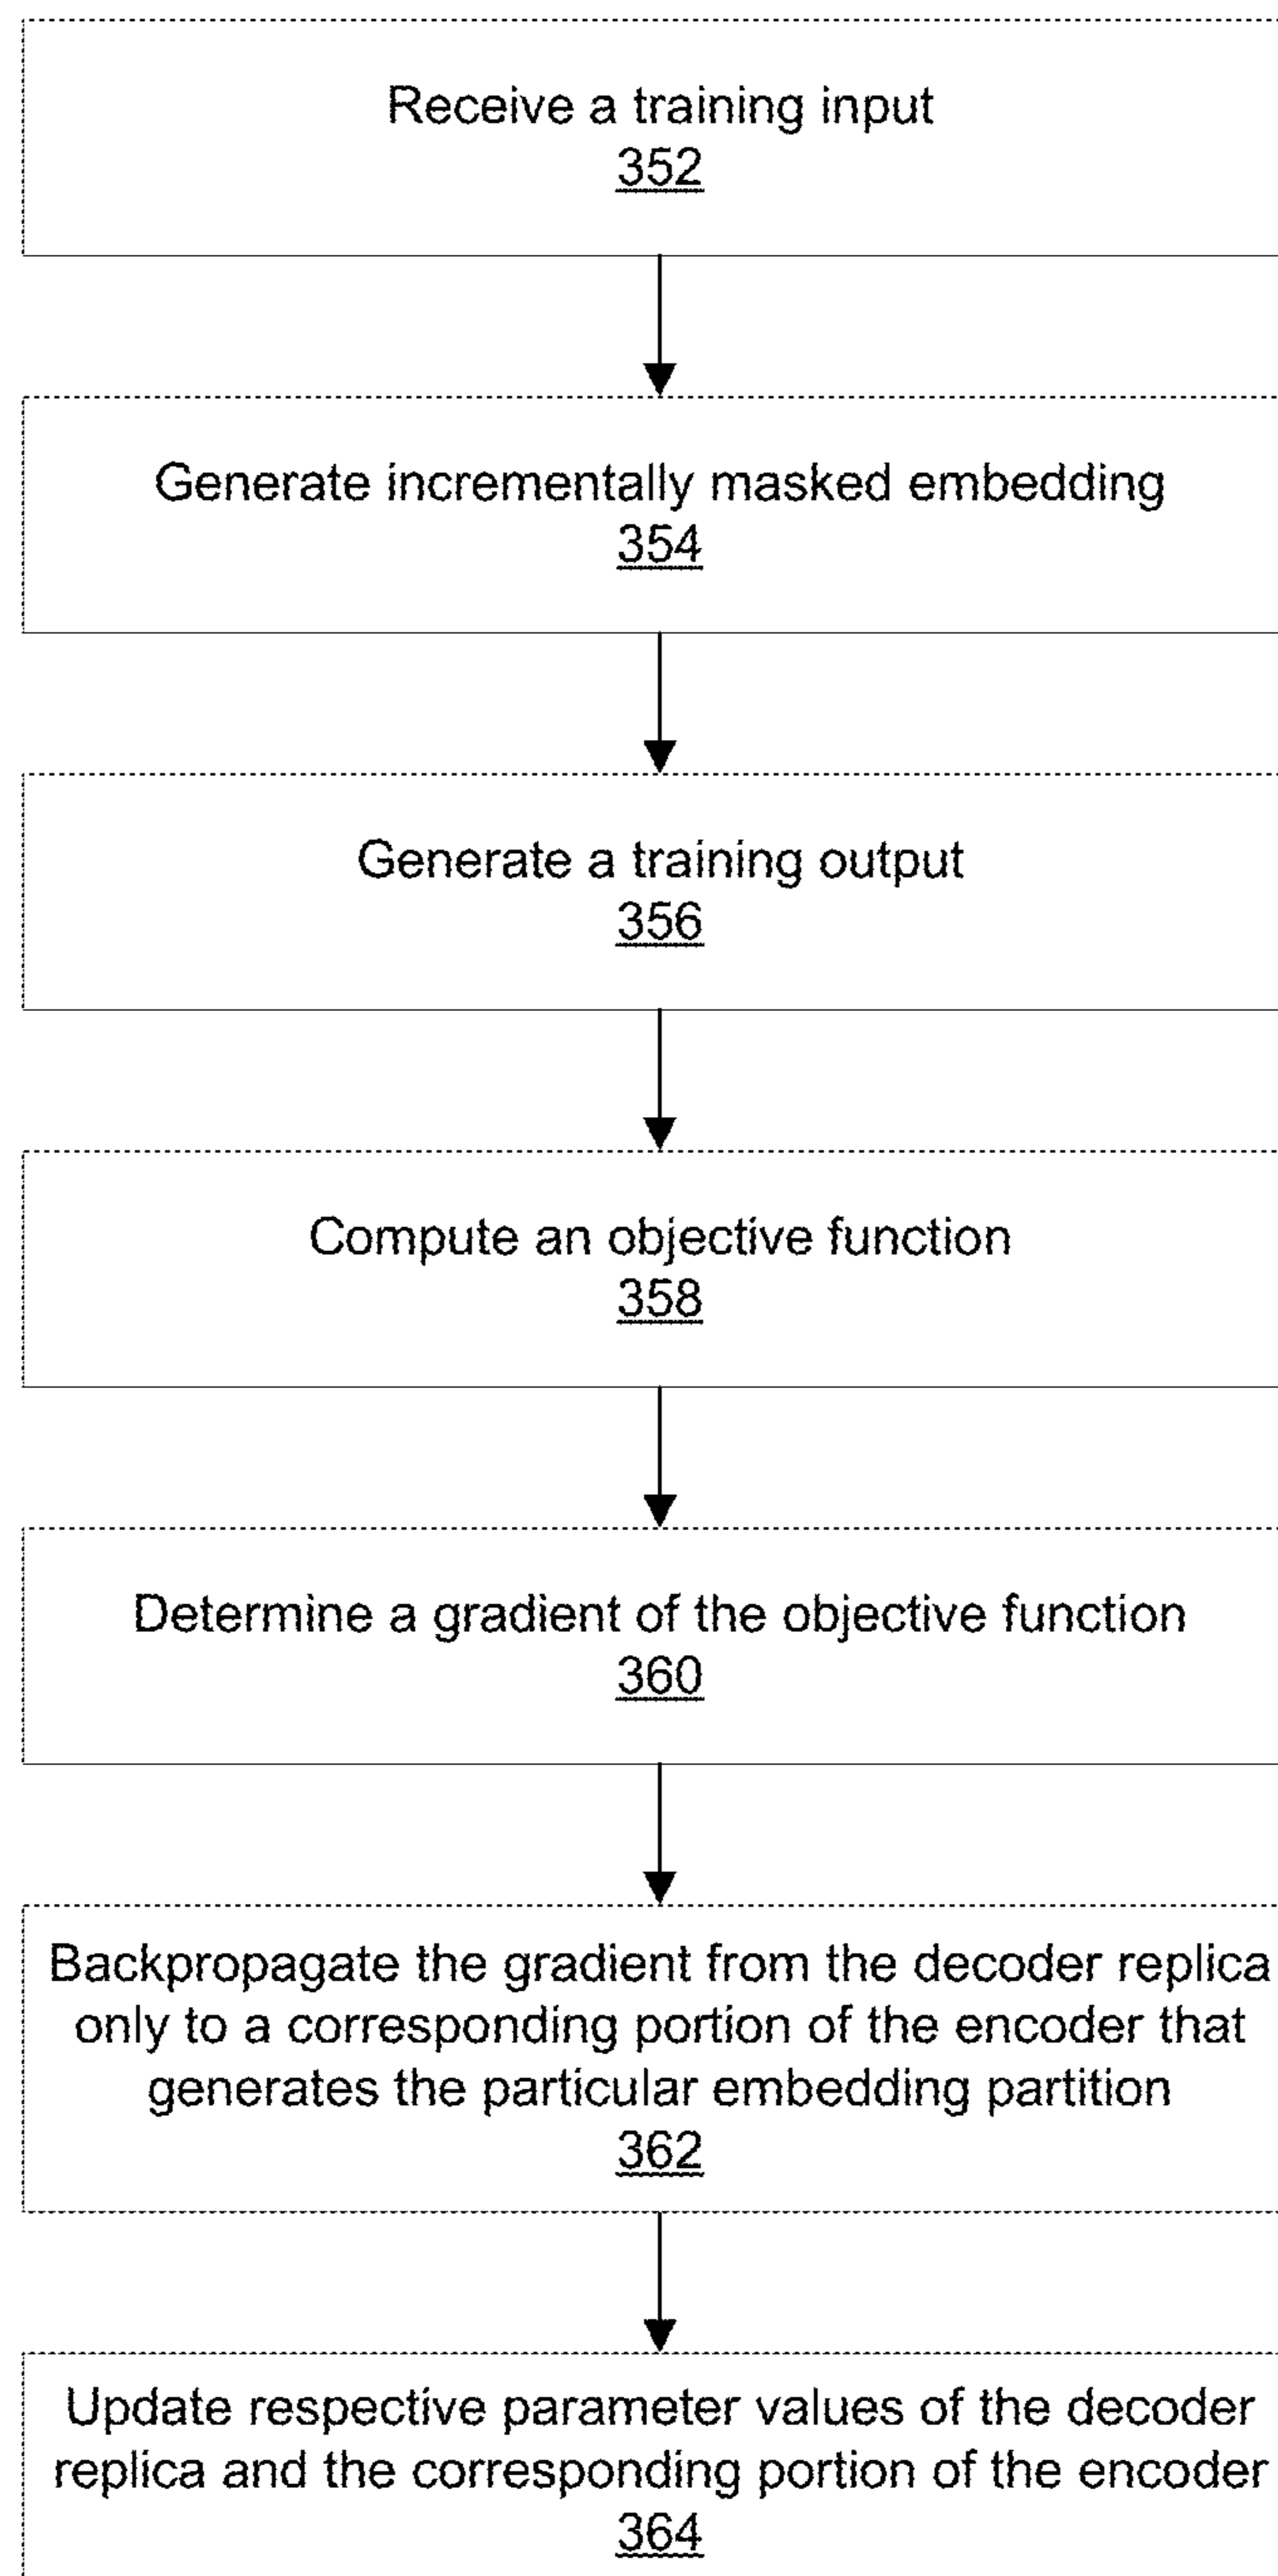 Receive a training input
352
Generate incrementally masked embedding
354
Generate a training output
356
Compute an objective function
358
Determine a gradient of the objective function
360
Backpropagate the gradient from the decoder replica
only to a corresponding portion of the encoder that
generates the particular embedding partition
362
Update respective parameter values of the decoder
replica and the corresponding portion of the encoder
364